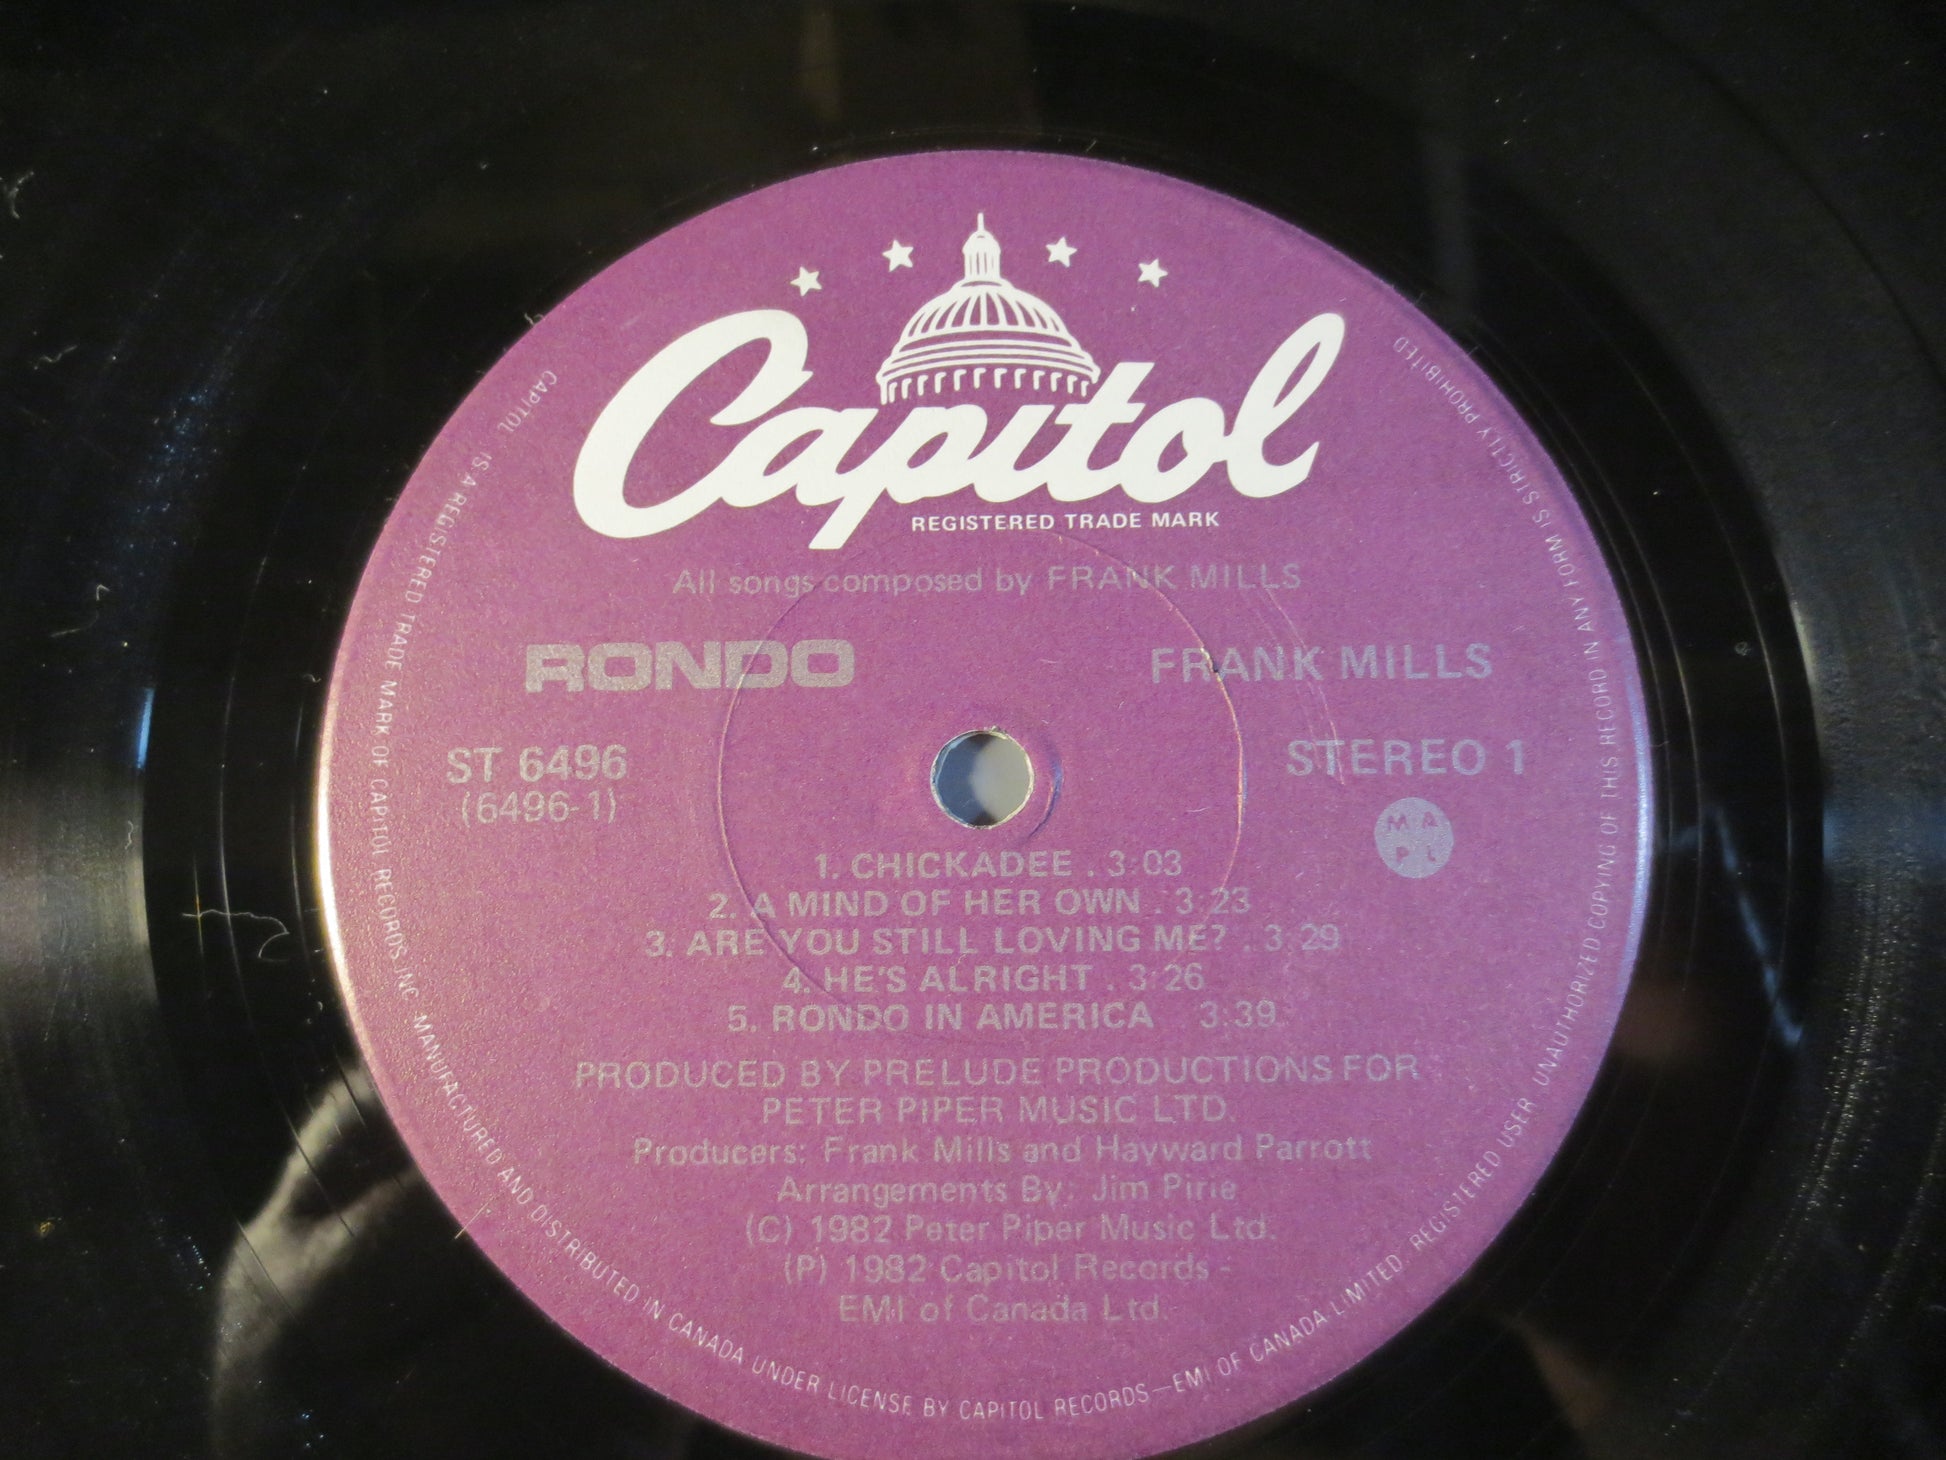 Capitol
REGISTERED TRADE MARK
All songs composed by FRANK MILLS
RONDO
FRANK MILLS
ST 6496
(6496-1)
STEREO 1
M A
P L
1. CHICKADEE . 3:03
2. A MIND OF HER OWN . 3:23
3. ARE YOU STILL LOVING ME? . 3:29
4. HE'S ALRIGHT . 3:26
5. RONDO IN AMERICA 3:39
PRODUCED BY PRELUDE PRODUCTIONS FOR
PETER PIPER MUSIC LTD.
Producers: Frank Mills and Hayward Parrott
Arrangements By: Jim Pirie
(C) 1982 Peter Piper Music Ltd.
(P) 1982 Capitol Records -
EMI of Canada Ltd.
CAPITOL IS A REGISTERED TRADE MARK OF CAPITOL RECORDS INC. MANUFACTURED AND DISTRIBUTED IN CANADA UNDER LICENSE BY CAPITOL RECORDS—EMI OF CANADA LIMITED, REGISTERED USER. UNAUTHORIZED COPYING OF THIS RECORD IN ANY FORM IS STRICTLY PROHIBITED